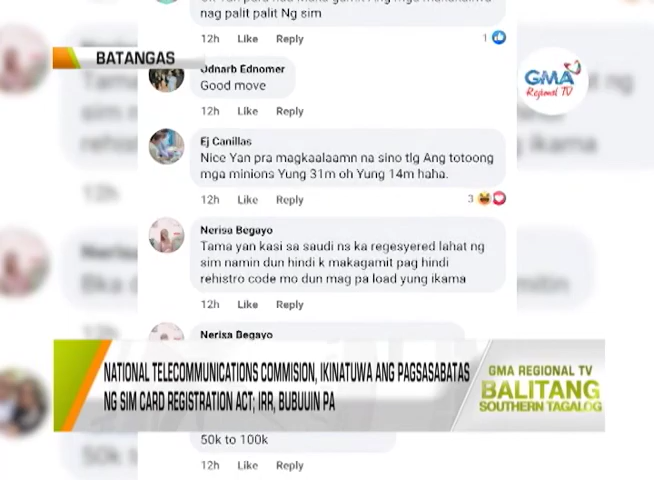 nag palit palit Ng sim
12h Like Reply
1
BATANGAS
Udnarb Ednomer
Good move
12h Like Reply
GMA
Regional TV
Ej Canillas
Nice Yan pra magkaalaamn na sino tlg Ang totoong
mga minions Yung 31m oh Yung 14m haha.
12h Like Reply
3
Nerisa Begayo
Tama yan kasi sa saudi ns ka regesyered lahat ng
sim namin dun hindi k makagamit pag hindi
rehistro code mo dun mag pa load yung ikama
12h Like Reply
Nerisa Begayo
NATIONAL TELECOMMUNICATIONS COMMISION, IKINATUWA ANG PAGSASABATAS
NG SIM CARD REGISTRATION ACT; IRR, BUBUUIN PA
GMA REGIONAL TV
BALITANG
SOUTHERN TAGALOG
50k to 100k
12h Like Reply